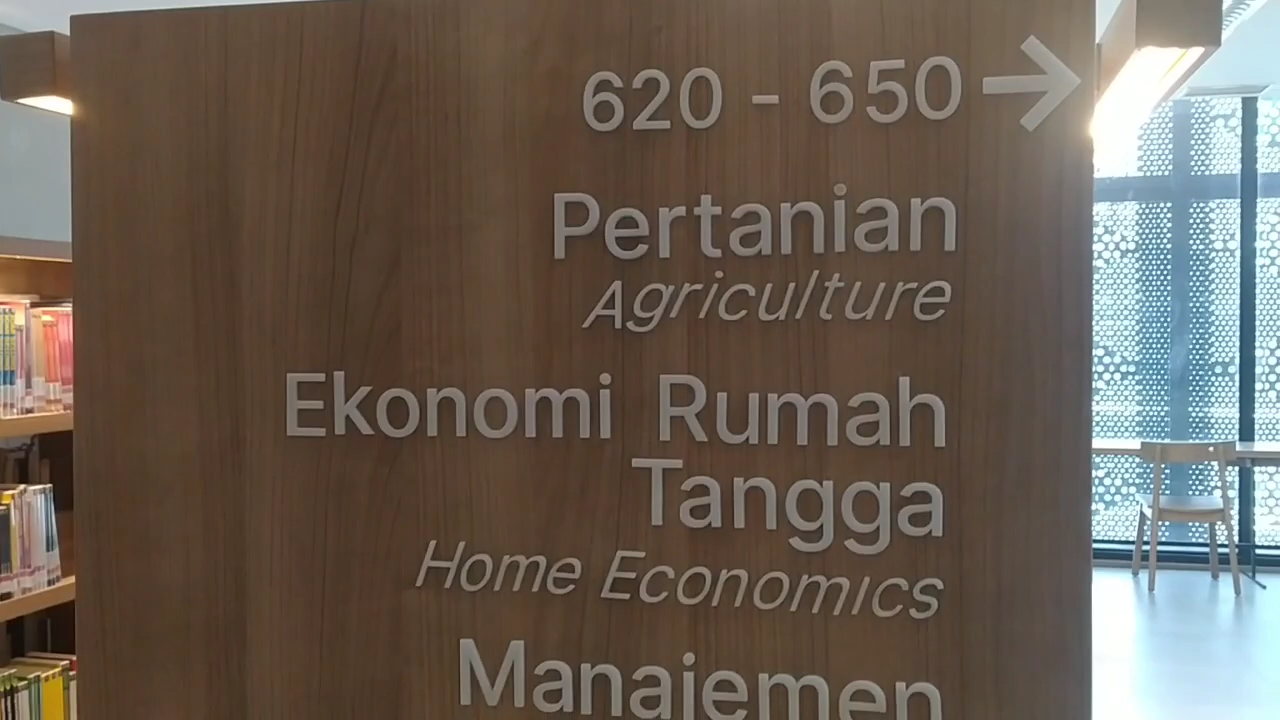 620 - 650 →
Pertanian
Agriculture
Ekonomi Rumah
Tangga
Home Economics
Manajemen